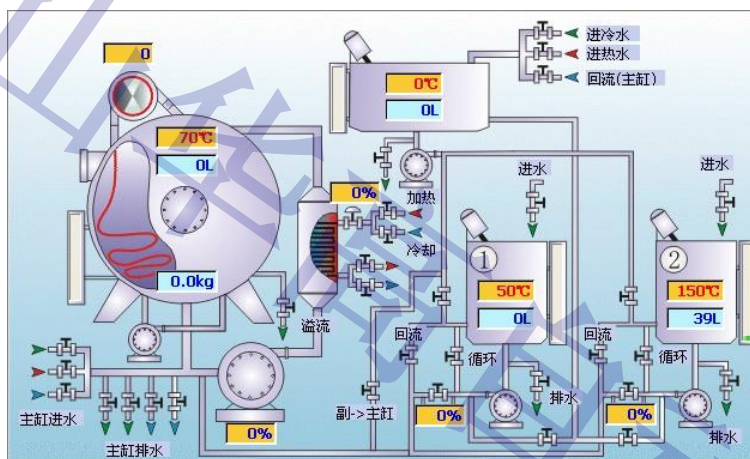 进冷水
0
进热水
0℃
回流(主缸)
0L
70℃
0L
进水
进水
加热
0%
冷却
①
②
0.0kg
50℃
150℃
0L
39L
溢流
回流
回流
循环
循环
主缸进水
副->主缸
0%
排水
0%
0%
排水
主缸排水